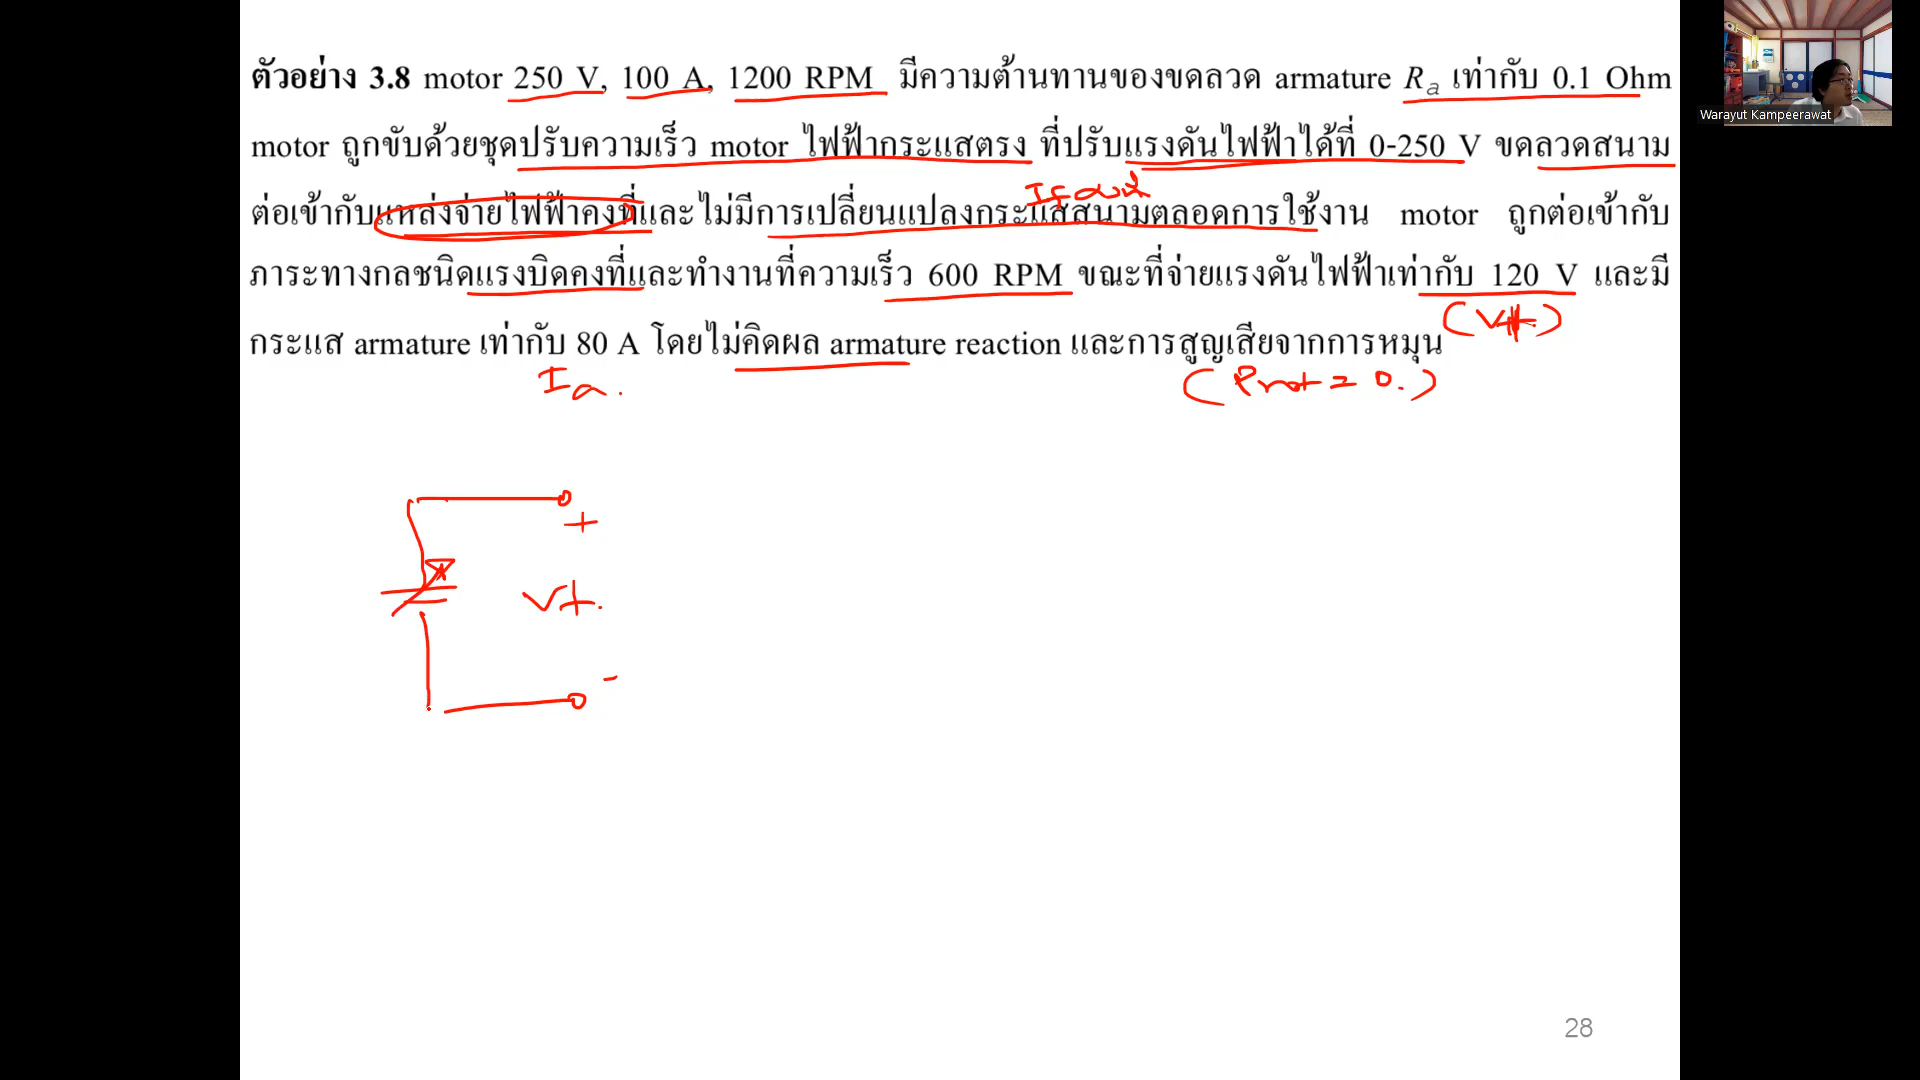 ตัวอย่าง 3.8 motor 250 V, 100 A, 1200 RPM มีความต้านทานของขดลวด armature Ra เท่ากับ 0.1 Ohm
Warayut Kampeerawat
motor ถูกขับด้วยชุดปรับความเร็ว motor ไฟฟ้ากระแสตรง ที่ปรับแรงดันไฟฟ้าได้ที่ 0-250 V ขดลวดสนาม
ต่อเข้ากับแหล่งจ่ายไฟฟ้าคงที่และไม่มีการเปลี่ยนแปลงกระแสสนามตลอดการใช้งาน motor ถูกต่อเข้ากับ
ภาระทางกลชนิดแรงบิดคงที่และทำงานที่ความเร็ว 600 RPM ขณะที่จ่ายแรงดันไฟฟ้าเท่ากับ 120 V และมี
(Vt)
กระแส armature เท่ากับ 80 A โดยไม่คิดผล armature reaction และการสูญเสียจากการหมุน
Ia.
(Prot = 0.)
+
Vt.
-
28